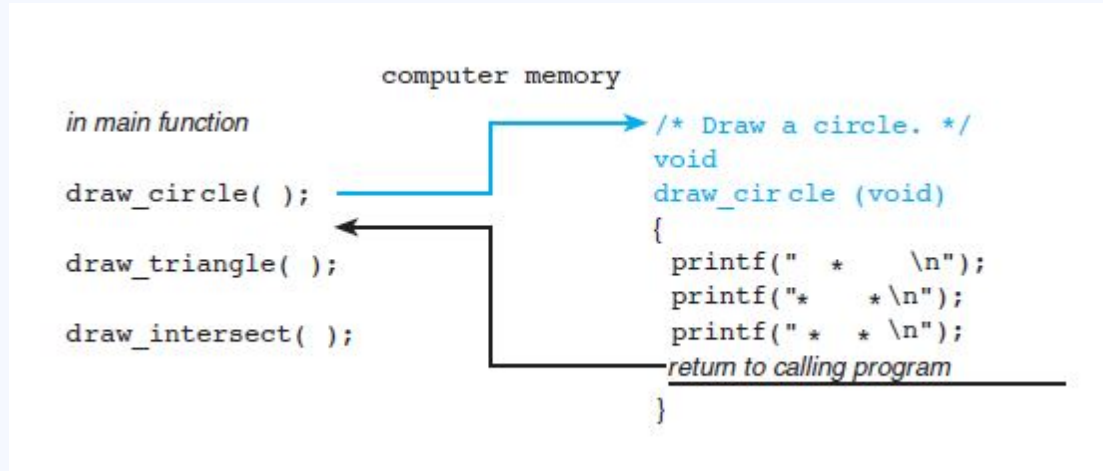 computer memory
in main function
draw_circle( );
draw_triangle( );
draw_intersect( );
/* Draw a circle. */
void
draw_cir cle (void)
{
printf("  *    \n");
printf("*    *\n");
printf(" *  * \n");
return to calling program
}